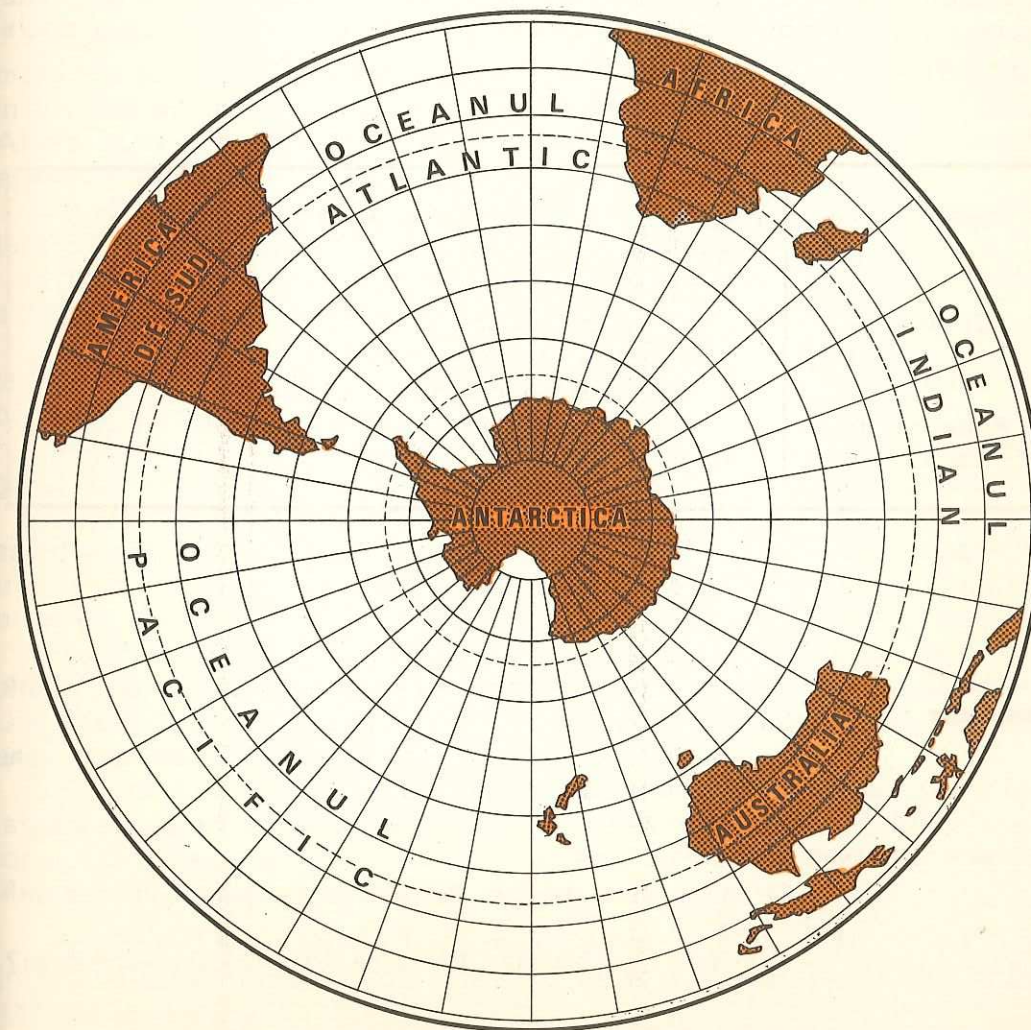 OCEANUL
ATLANTIC
AFRICA
AMERICA
DE SUD
OCEANUL
INDIAN
ANTARCTICA
OCEANUL
PACIFIC
AUSTRALIA